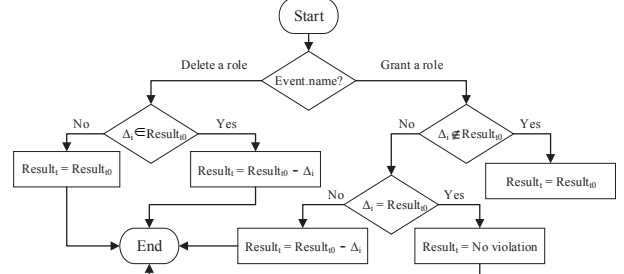 Start
Delete a role
Event.name?
Grant a role
No
Δi∈Resultt0
Yes
No
Δi∉Resultt0
Yes
Resultt = Resultt0
Resultt = Resultt0 - Δi
Resultt = Resultt0
No
Δi = Resultt0
Yes
End
Resultt = Resultt0 - Δi
Resultt = No violation